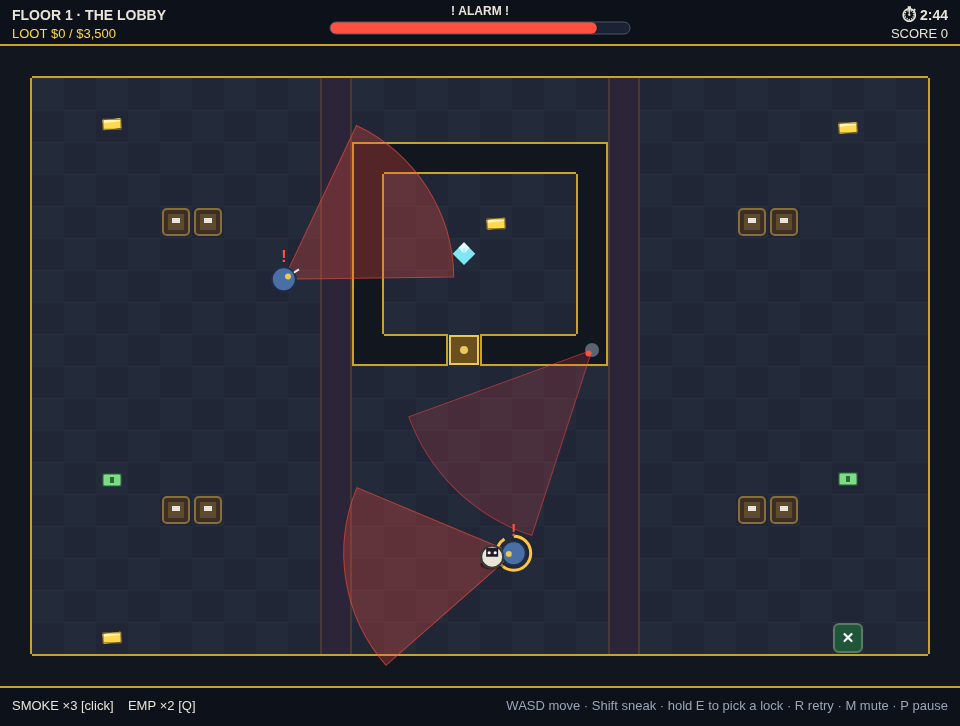 FLOOR 1 · THE LOBBY
! ALARM !
⏱ 2:44
LOOT $0 / $3,500
SCORE 0
!
!
×
SMOKE ×3 [click] EMP ×2 [Q]
WASD move · Shift sneak · hold E to pick a lock · R retry · M mute · P pause